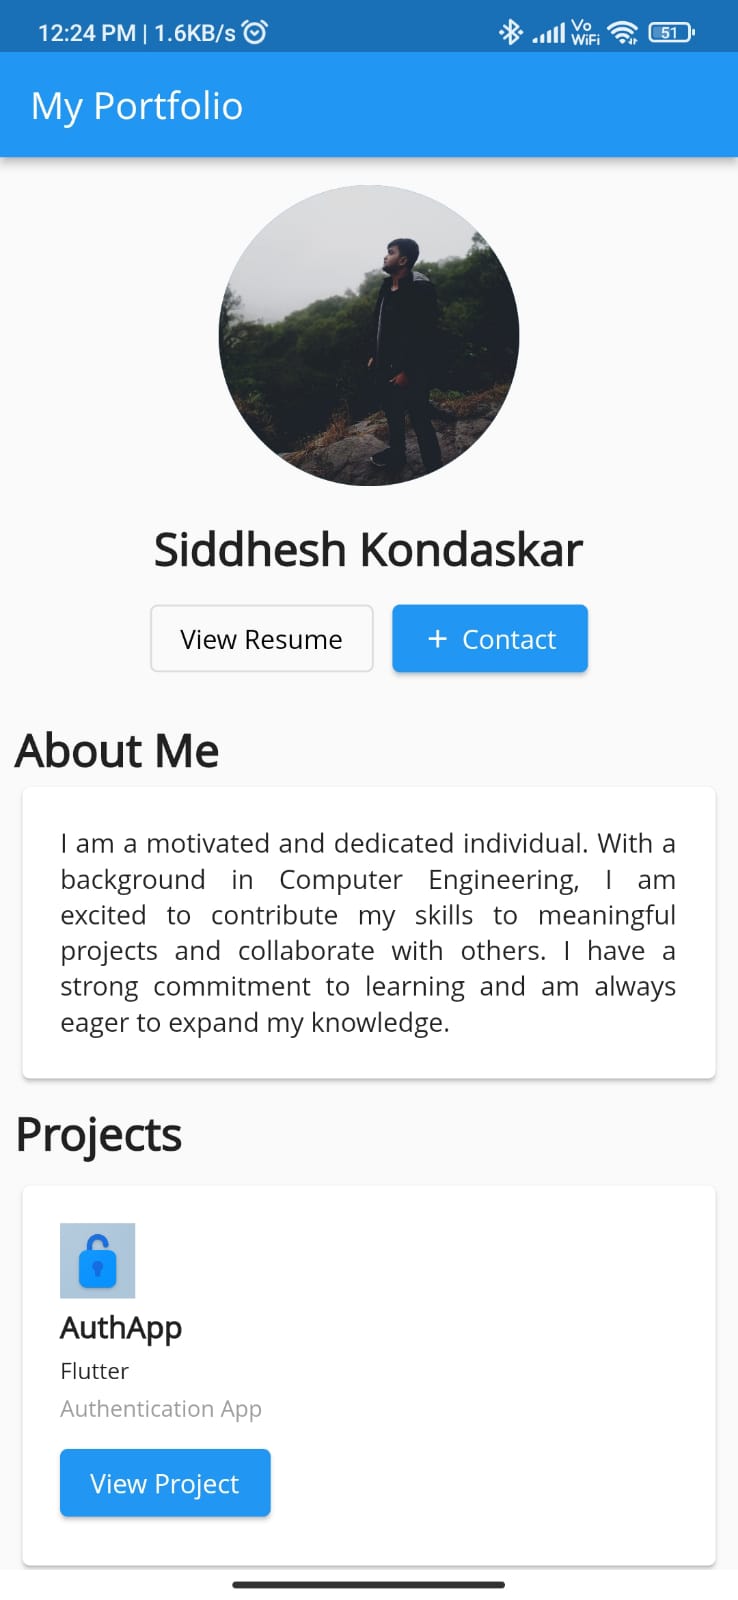 12:24 PM | 1.6KB/s
Vo
WiFi
51
My Portfolio
Siddhesh Kondaskar
View Resume
+ Contact
About Me
I am a motivated and dedicated individual. With a
background in Computer Engineering, I am
excited to contribute my skills to meaningful
projects and collaborate with others. I have a
strong commitment to learning and am always
eager to expand my knowledge.
Projects
AuthApp
Flutter
Authentication App
View Project